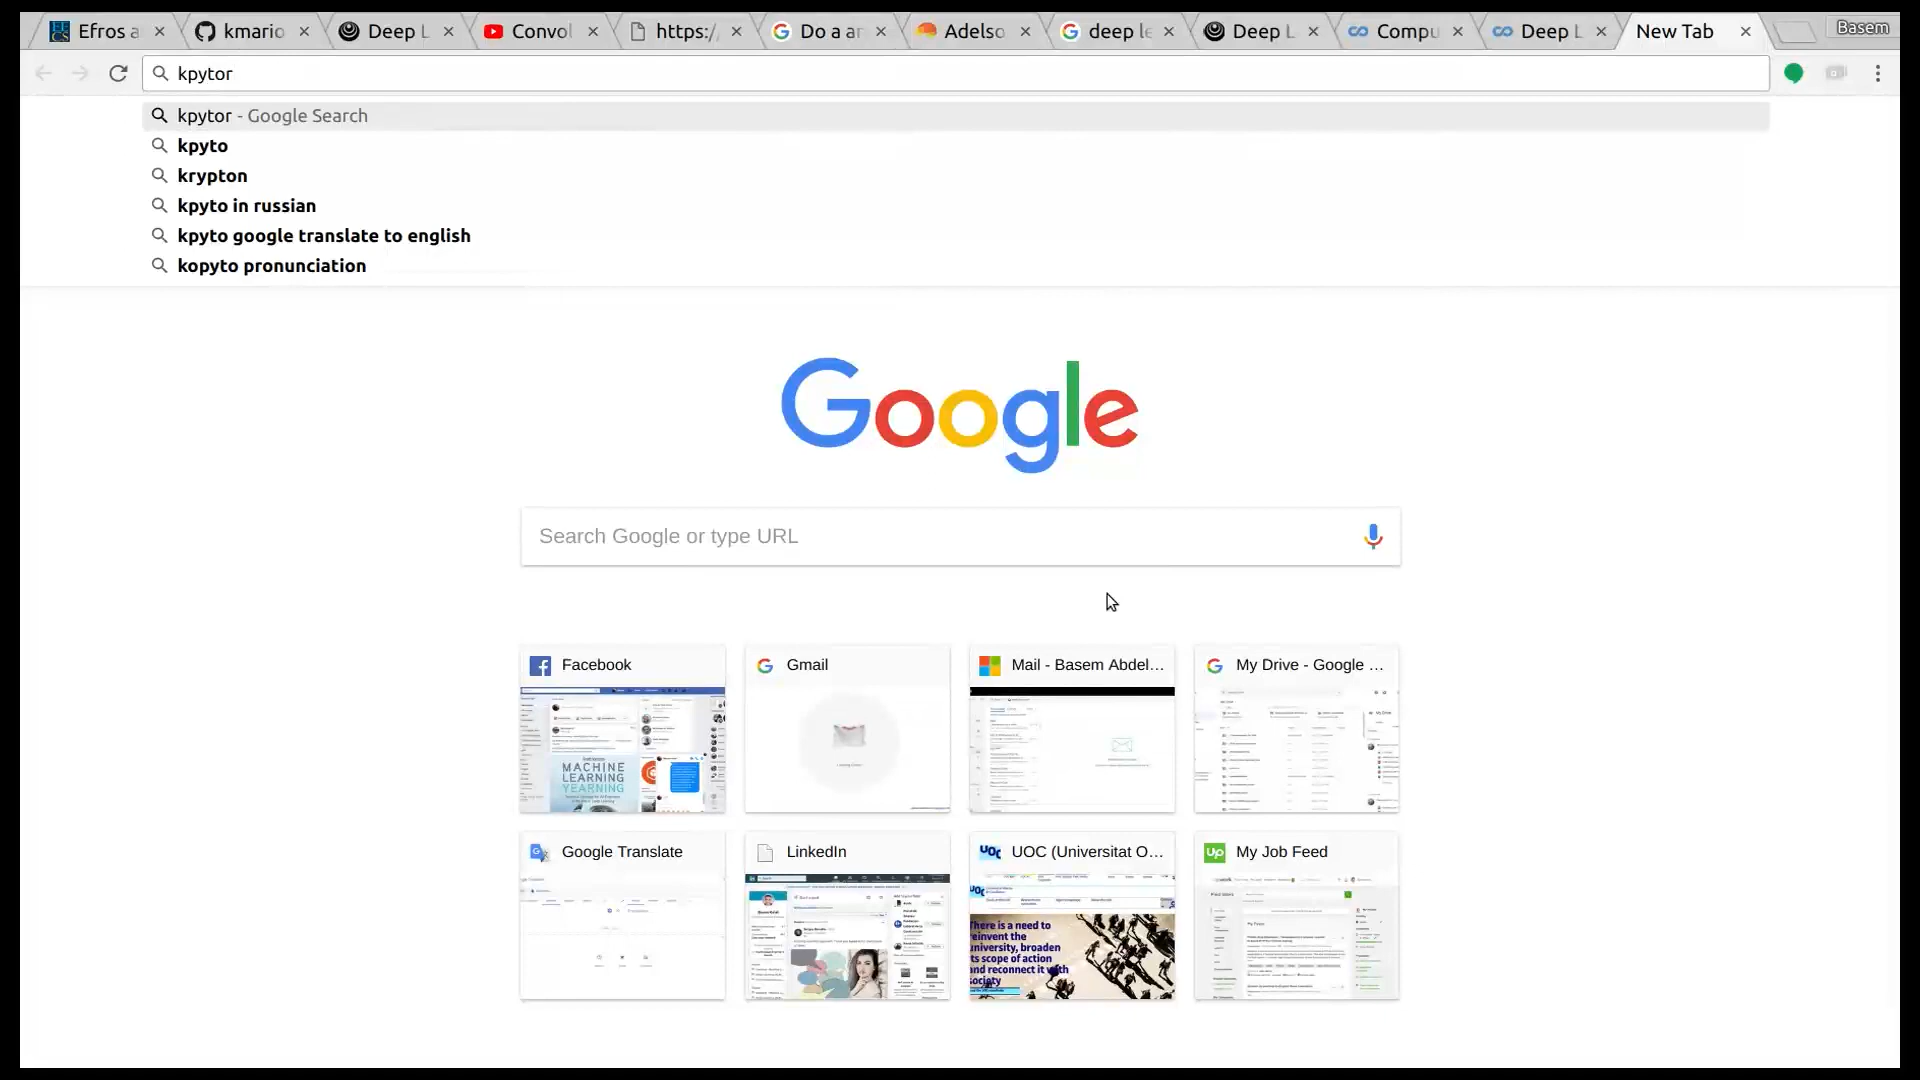 Efros a
kmario
Deep L
Convol
https:/
Do a ar
Adelso
deep le
Deep L
Compu
Deep L
New Tab
Basem
kpytor
kpytor - Google Search
kpyto
krypton
kpyto in russian
kpyto google translate to english
kopyto pronunciation
Google
Search Google or type URL
Facebook
Gmail
Mail - Basem Abdel...
My Drive - Google ...
MACHINE
LEARNING
YEARNING
Google Translate
LinkedIn
UOC (Universitat O...
My Job Feed
There is a need to
reinvent the
university, broaden
its scope of action
and reconnect it with
society